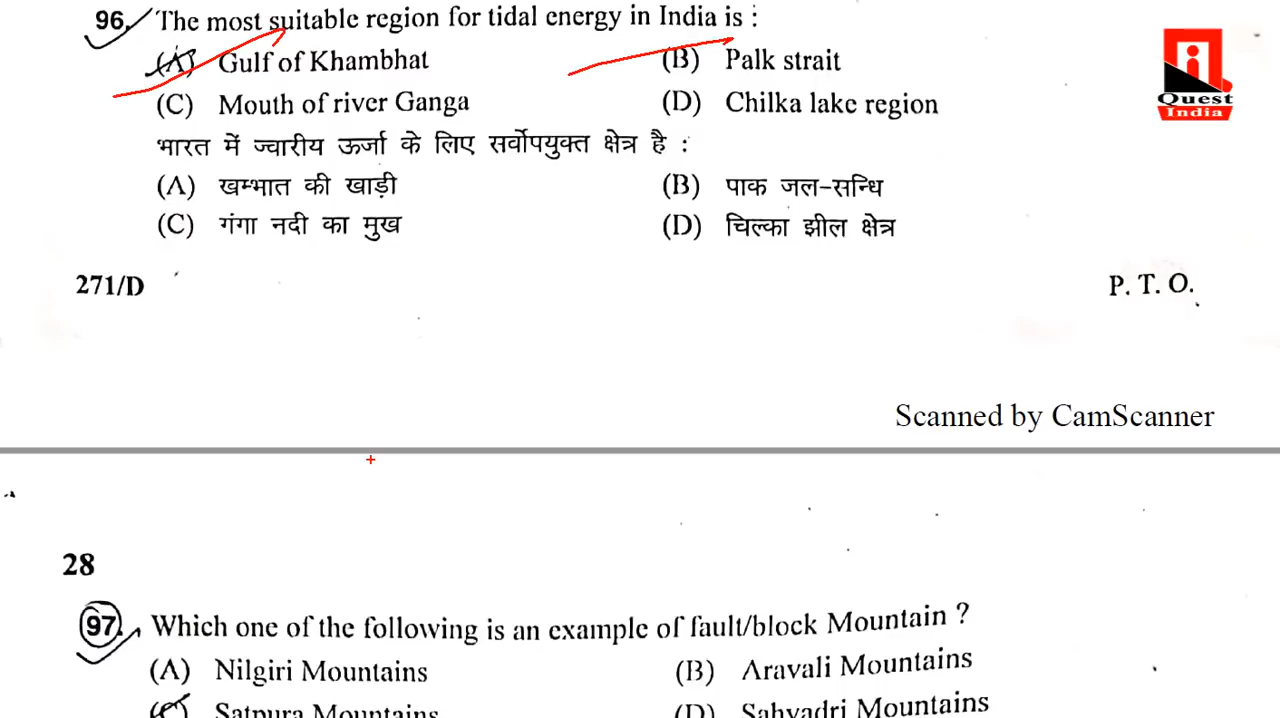 96. The most suitable region for tidal energy in India is :
(A) Gulf of Khambhat (B) Palk strait
(C) Mouth of river Ganga (D) Chilka lake region
भारत में ज्वारीय ऊर्जा के लिए सर्वोपयुक्त क्षेत्र है :
(A) खम्भात की खाड़ी (B) पाक जल-सन्धि
(C) गंगा नदी का मुख (D) चिल्का झील क्षेत्र
271/D P. T. O.
Quest
India
Scanned by CamScanner
28
97. Which one of the following is an example of fault/block Mountain ?
(A) Nilgiri Mountains (B) Aravali Mountains
(C) Satpura Mountains (D) Sahyadri Mountains